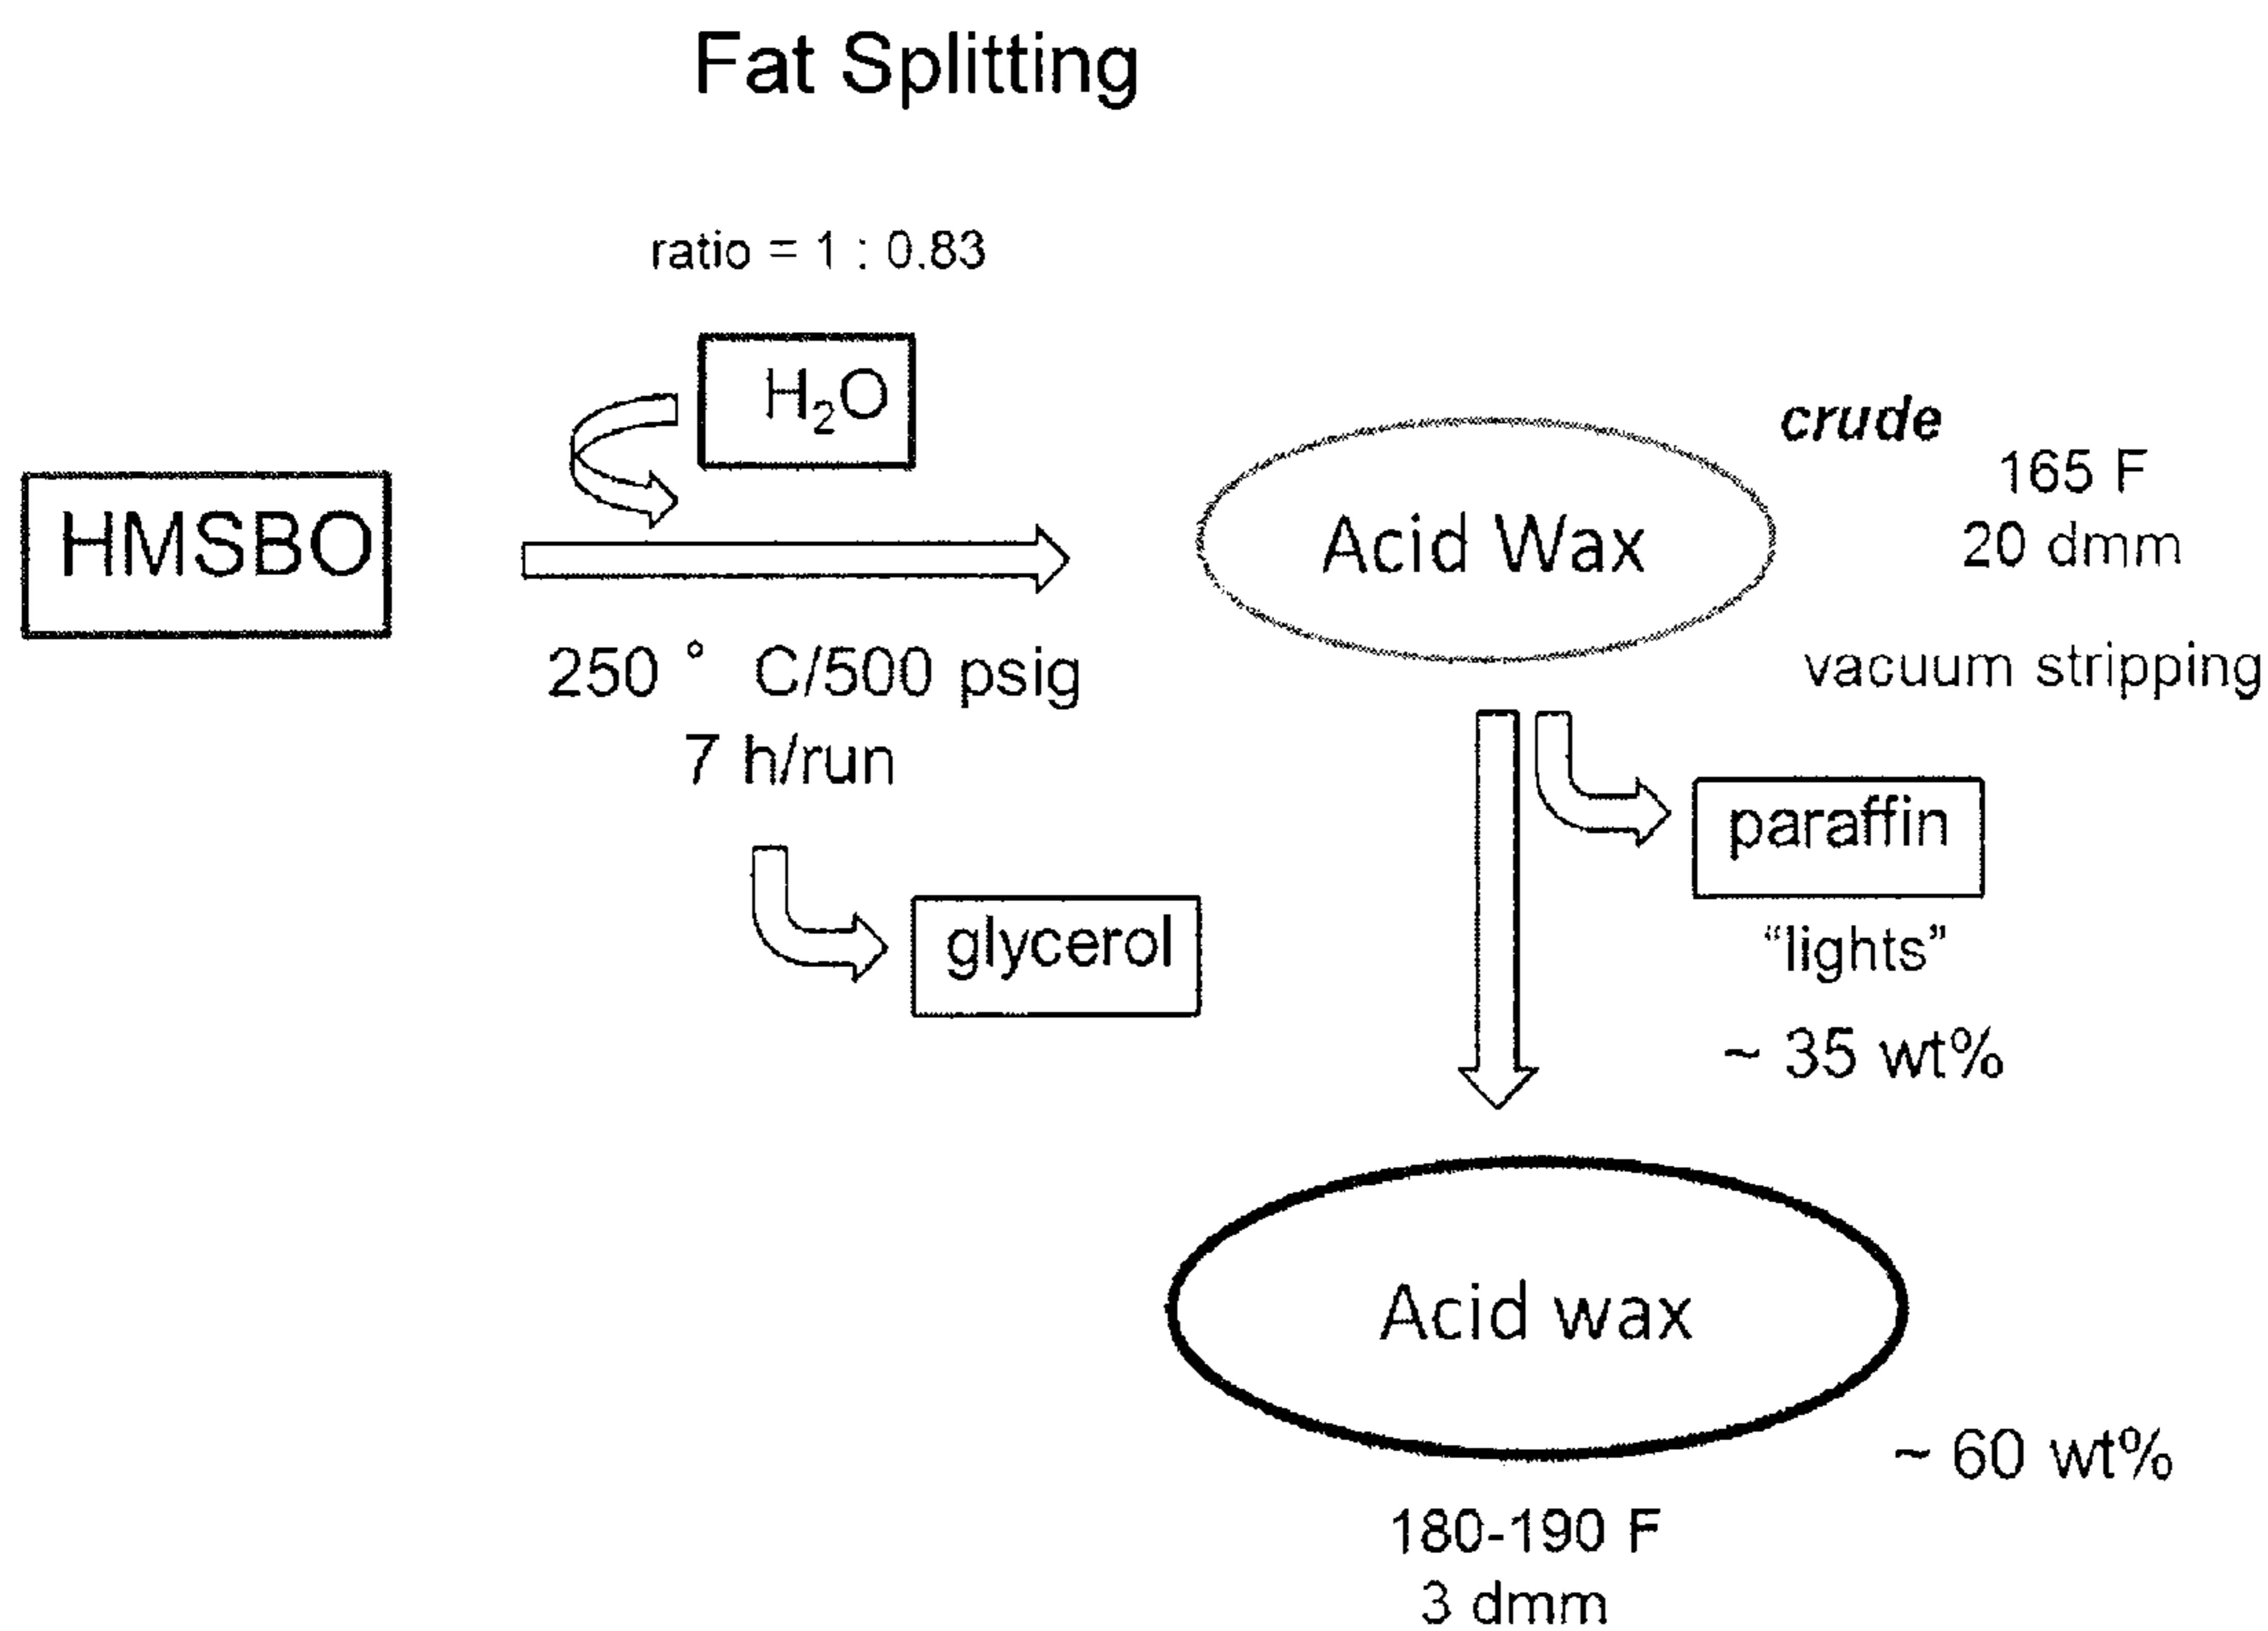 Fat Splitting
ratio = 1 : 0.83
H₂O
HMSBO
250 ° C/500 psig
7 h/run
glycerol
crude
165 F
20 dmm
Acid Wax
vacuum stripping
paraffin
“lights”
~ 35 wt%
Acid wax
~ 60 wt%
180-190 F
3 dmm